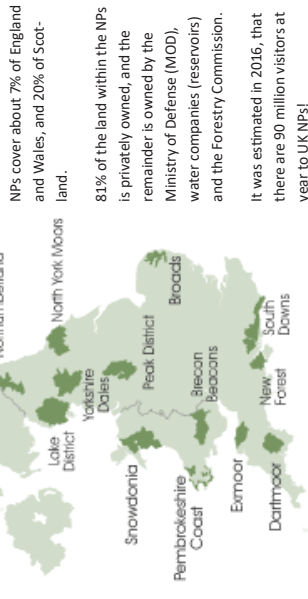 NPs cover about 7% of England
and Wales, and 20% of Scot-
land.
81% of the land within the NPs
is privately owned, and the
remainder is owned by the
Ministry of Defense (MOD),
water companies (reservoirs)
and the Forestry Commission.
It was estimated in 2016, that
there are 90 million visitors at
year to UK NPs!
North York Moors
Lake
District
Yorkshire
Dales
Peak District
Broads
Snowdonia
Pembrokeshire
Coast
Brecon
Beacons
Exmoor
Dartmoor
New
Forest
South
Downs